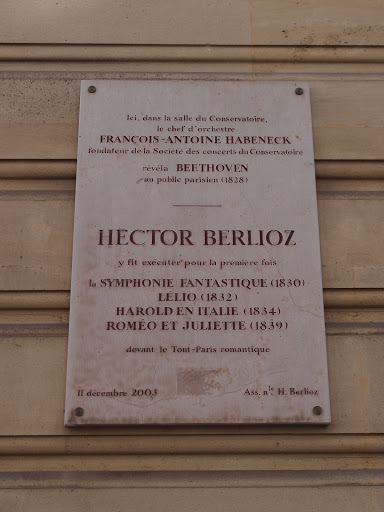 Ici, dans la salle du Conservatoire,
le chef d'orchestre
FRANÇOIS-ANTOINE HABENECK
fondateur de la Société des concerts du Conservatoire
révéla BEETHOVEN
au public parisien (1828)
HECTOR BERLIOZ
y fit exécuter pour la première fois
la SYMPHONIE FANTASTIQUE (1830)
LÉLIO (1832)
HAROLD EN ITALIE (1834)
ROMÉO ET JULIETTE (1839)
devant le Tout-Paris romantique
11 décembre 2003 Ass. nle H. Berlioz